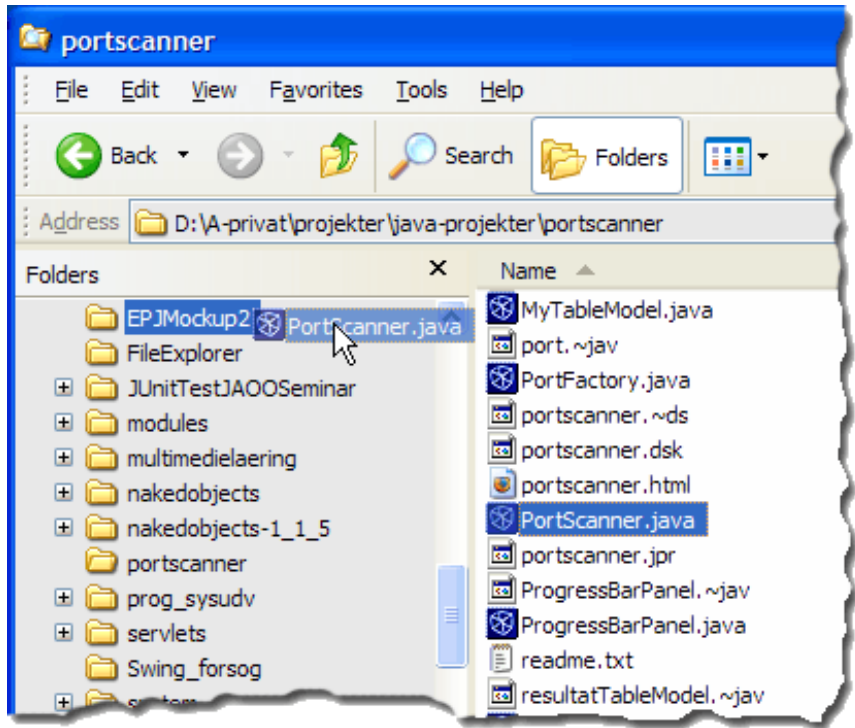 portscanner
File Edit View Favorites Tools Help
Back Search Folders
Address D:\A-privat\projekter\java-projekter\portscanner
Folders
EPJMockup2
PortScanner.java
FileExplorer
JUnitTestJAOOSeminar
modules
multimedielaering
nakedobjects
nakedobjects-1_1_5
portscanner
prog_sysudv
servlets
Swing_forsog
Name
MyTableModel.java
port.~jav
PortFactory.java
portscanner.~ds
portscanner.dsk
portscanner.html
PortScanner.java
portscanner.jpr
ProgressBarPanel.~jav
ProgressBarPanel.java
readme.txt
resultatTableModel.~jav